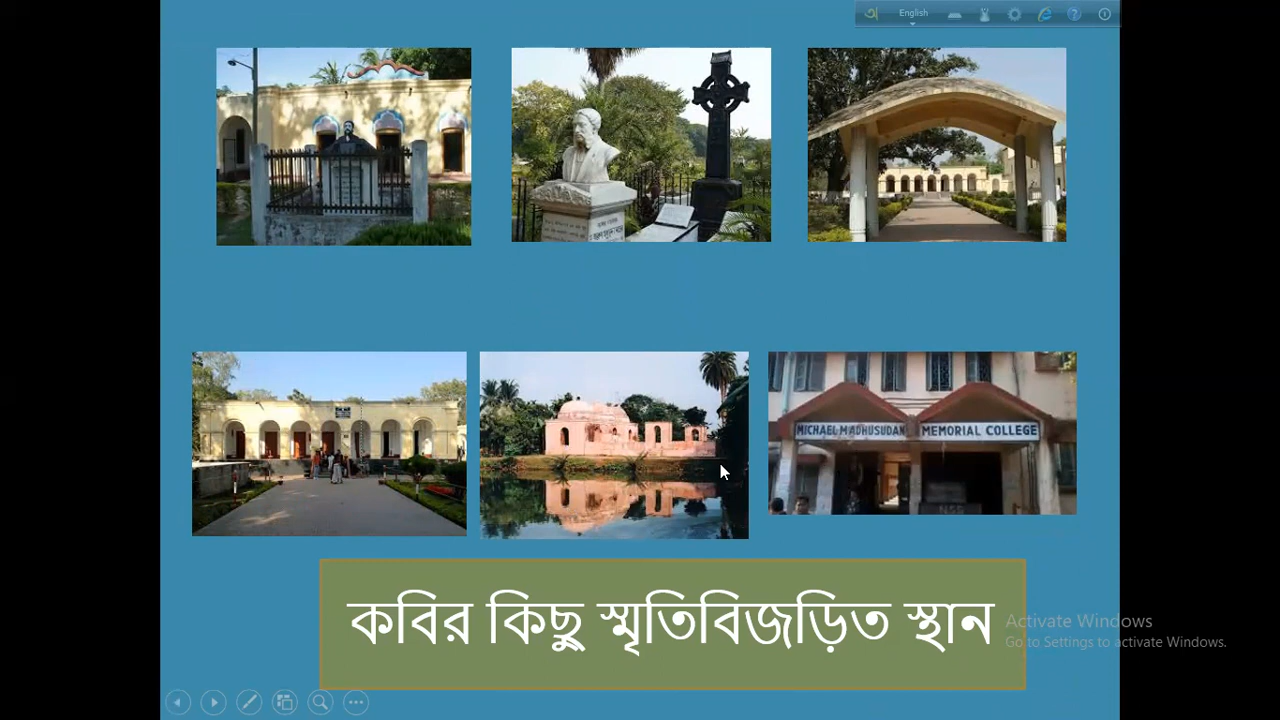 English
MICHAEL MADHUSUDAN MEMORIAL COLLEGE
কবির কিছু স্মৃতিবিজড়িত স্থান
Activate Windows
Go to Settings to activate Windows.